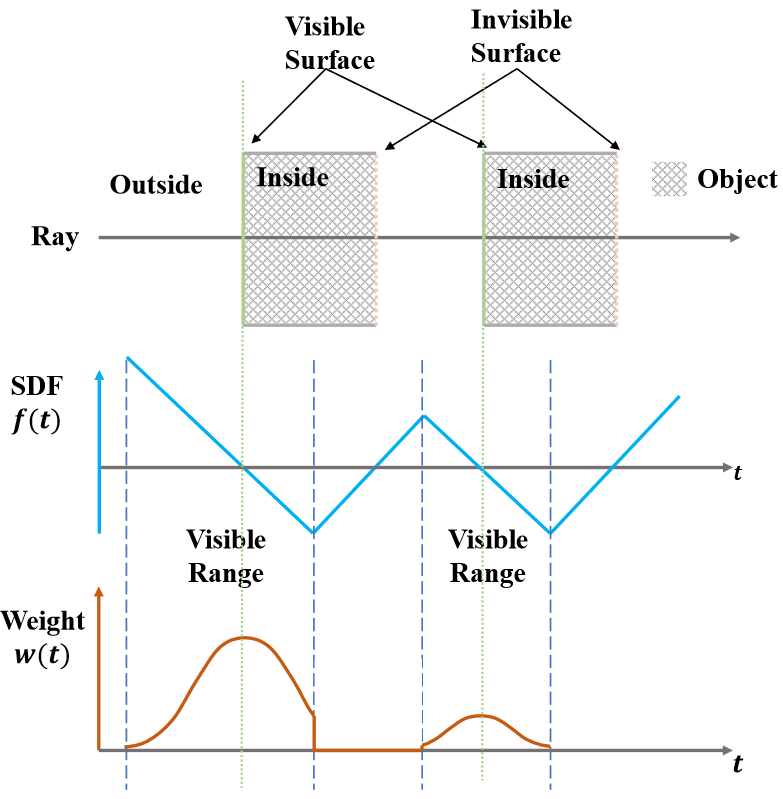 Visible
Surface
Invisible
Surface
Outside
Inside
Inside
Object
Ray
SDF
f(t)
t
Visible
Range
Visible
Range
Weight
w(t)
t